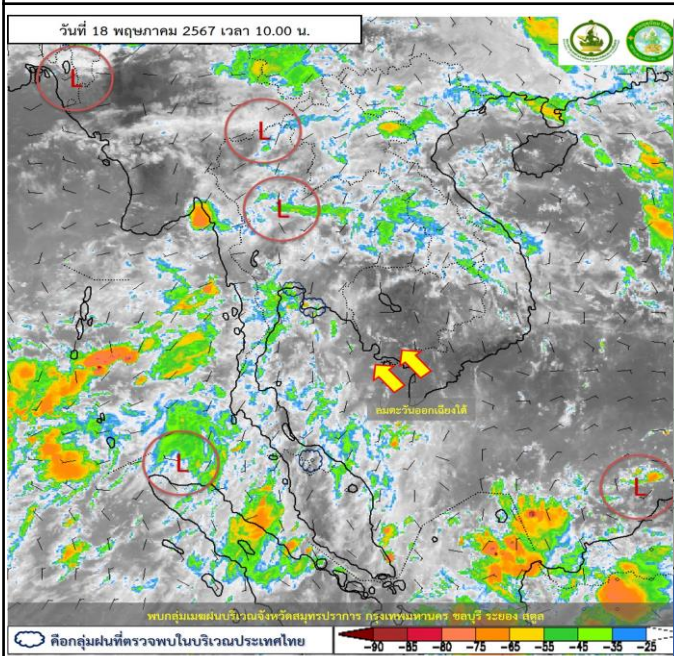 วันที่ 18 พฤษภาคม 2567 เวลา 10.00 น.
L
L
L
ลมตะวันออกเฉียงใต้
L
L
พบกลุ่มเมฆฝนบริเวณจังหวัดสมุทรปราการ กรุงเทพมหานคร ชลบุรี ระยอง สตูล
คือกลุ่มฝนที่ตรวจพบในบริเวณประเทศไทย
-90 -85 -80 -75 -65 -55 -45 -35 -25